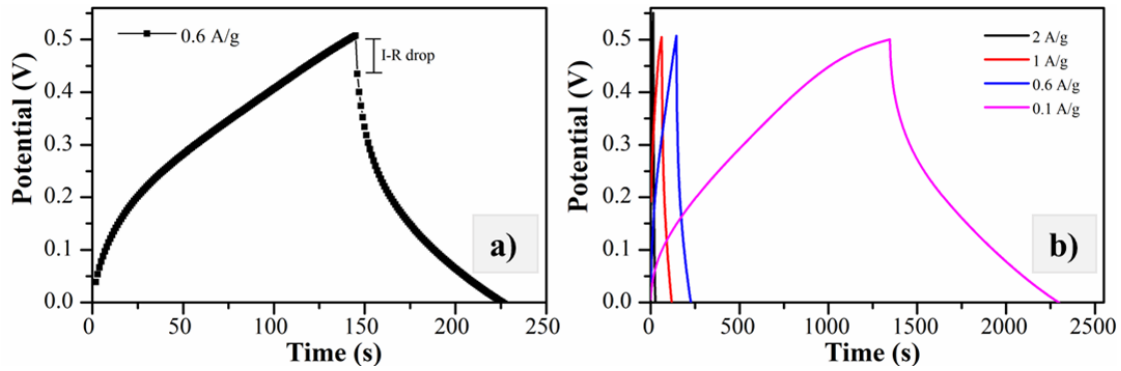 0.6 A/g
I-R drop
0.5
0.4
0.3
0.2
0.1
0.0
Potential (V)
0 50 100 150 200 250
Time (s)
a)
2 A/g
1 A/g
0.6 A/g
0.1 A/g
0.5
0.4
0.3
0.2
0.1
0.0
Potential (V)
0 500 1000 1500 2000 2500
Time (s)
b)